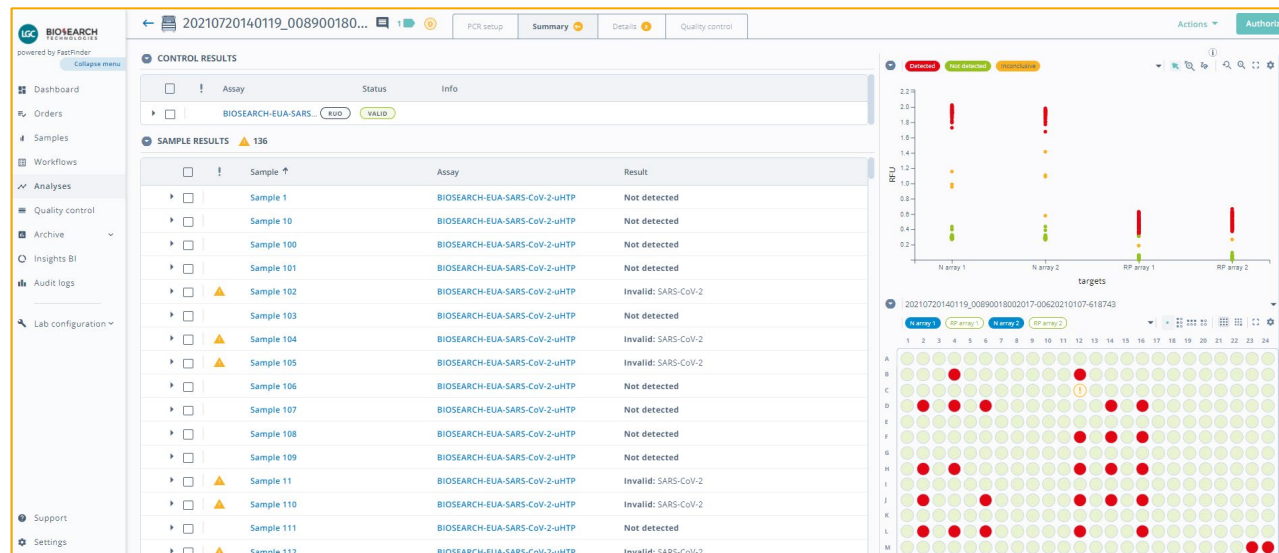 LGC BIOSEARCH
TECHNOLOGIES
powered by FastFinder
Collapse menu
Dashboard
Orders
Samples
Workflows
Analyses
Quality control
Archive
Insights BI
Audit logs
Lab configuration
Support
Settings
20210720140119_008900180... 1 D
PCR setup
Summary 9+
Details
Quality control
Actions
Authoriz
CONTROL RESULTS
! Assay Status Info
BIOSEARCH-EUA-SARS... RUO VALID
SAMPLE RESULTS 136
! Sample Assay Result
Sample 1 BIOSEARCH-EUA-SARS-CoV-2-uHTP Not detected
Sample 10 BIOSEARCH-EUA-SARS-CoV-2-uHTP Not detected
Sample 100 BIOSEARCH-EUA-SARS-CoV-2-uHTP Not detected
Sample 101 BIOSEARCH-EUA-SARS-CoV-2-uHTP Not detected
Sample 102 BIOSEARCH-EUA-SARS-CoV-2-uHTP Invalid: SARS-CoV-2
Sample 103 BIOSEARCH-EUA-SARS-CoV-2-uHTP Not detected
Sample 104 BIOSEARCH-EUA-SARS-CoV-2-uHTP Invalid: SARS-CoV-2
Sample 105 BIOSEARCH-EUA-SARS-CoV-2-uHTP Invalid: SARS-CoV-2
Sample 106 BIOSEARCH-EUA-SARS-CoV-2-uHTP Not detected
Sample 107 BIOSEARCH-EUA-SARS-CoV-2-uHTP Not detected
Sample 108 BIOSEARCH-EUA-SARS-CoV-2-uHTP Not detected
Sample 109 BIOSEARCH-EUA-SARS-CoV-2-uHTP Not detected
Sample 11 BIOSEARCH-EUA-SARS-CoV-2-uHTP Invalid: SARS-CoV-2
Sample 110 BIOSEARCH-EUA-SARS-CoV-2-uHTP Invalid: SARS-CoV-2
Sample 111 BIOSEARCH-EUA-SARS-CoV-2-uHTP Not detected
Sample 112 BIOSEARCH-EUA-SARS-CoV-2-uHTP Invalid: SARS-CoV-2
Detected Not detected Inconclusive
2.2
2.0
1.8
1.6
1.4
1.2
1.0
0.8
0.6
0.4
0.2
RFU
N array 1 N array 2 RP array 1 RP array 2
targets
20210720140119_00890018002017-00620210107-618743
N array 1 RP array 1 N array 2 RP array 2
1 2 3 4 5 6 7 8 9 10 11 12 13 14 15 16 17 18 19 20 21 22 23 24
A
B
C
D
E
F
G
H
I
J
K
L
M